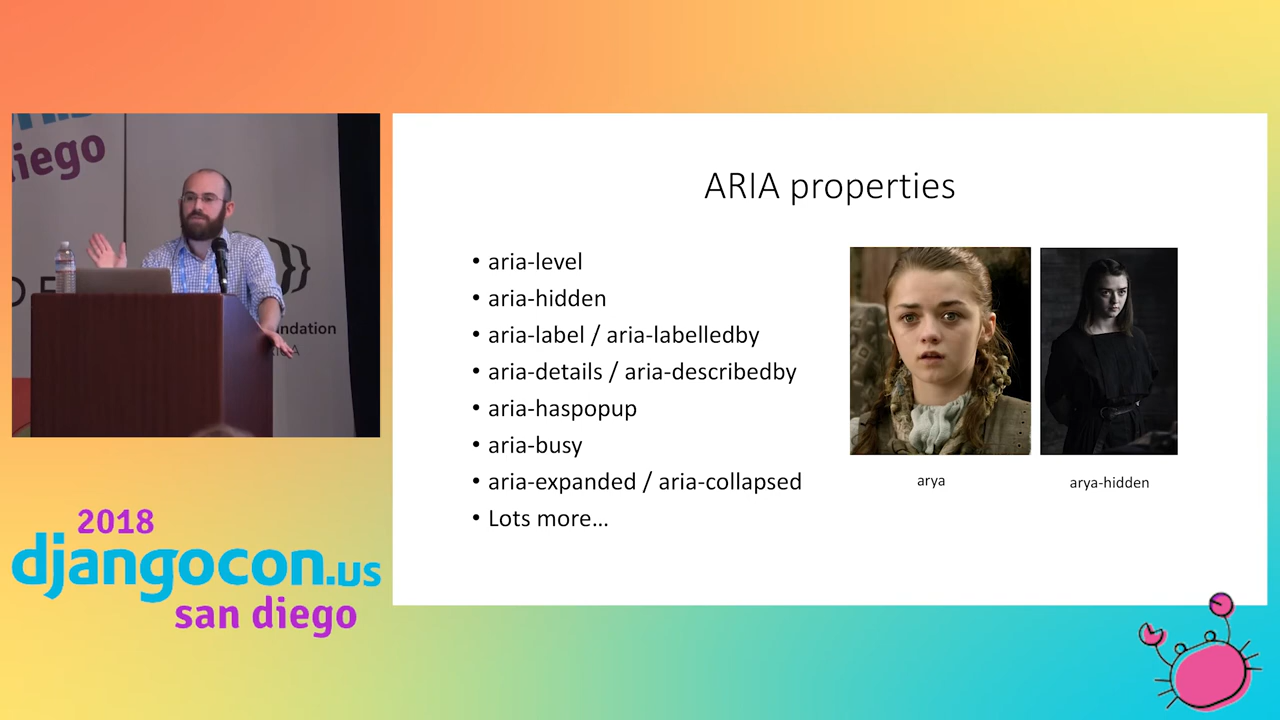 iego
ndation
2018
djangocon.us
san diego
ARIA properties
• aria-level
• aria-hidden
• aria-label / aria-labelledby
• aria-details / aria-describedby
• aria-haspopup
• aria-busy
• aria-expanded / aria-collapsed
• Lots more…
arya
arya-hidden